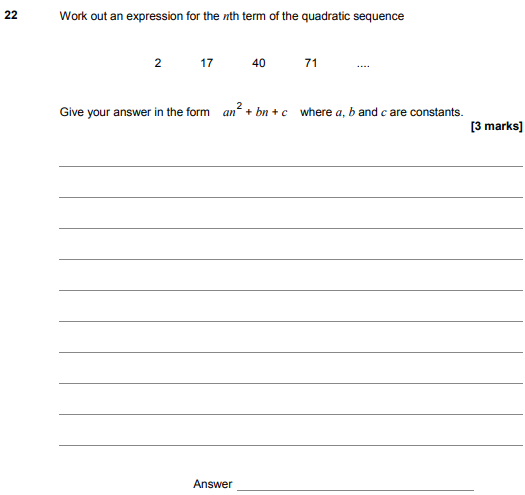 22 Work out an expression for the nth term of the quadratic sequence
2 17 40 71 ....
Give your answer in the form an² + bn + c where a, b and c are constants.
[3 marks]
Answer